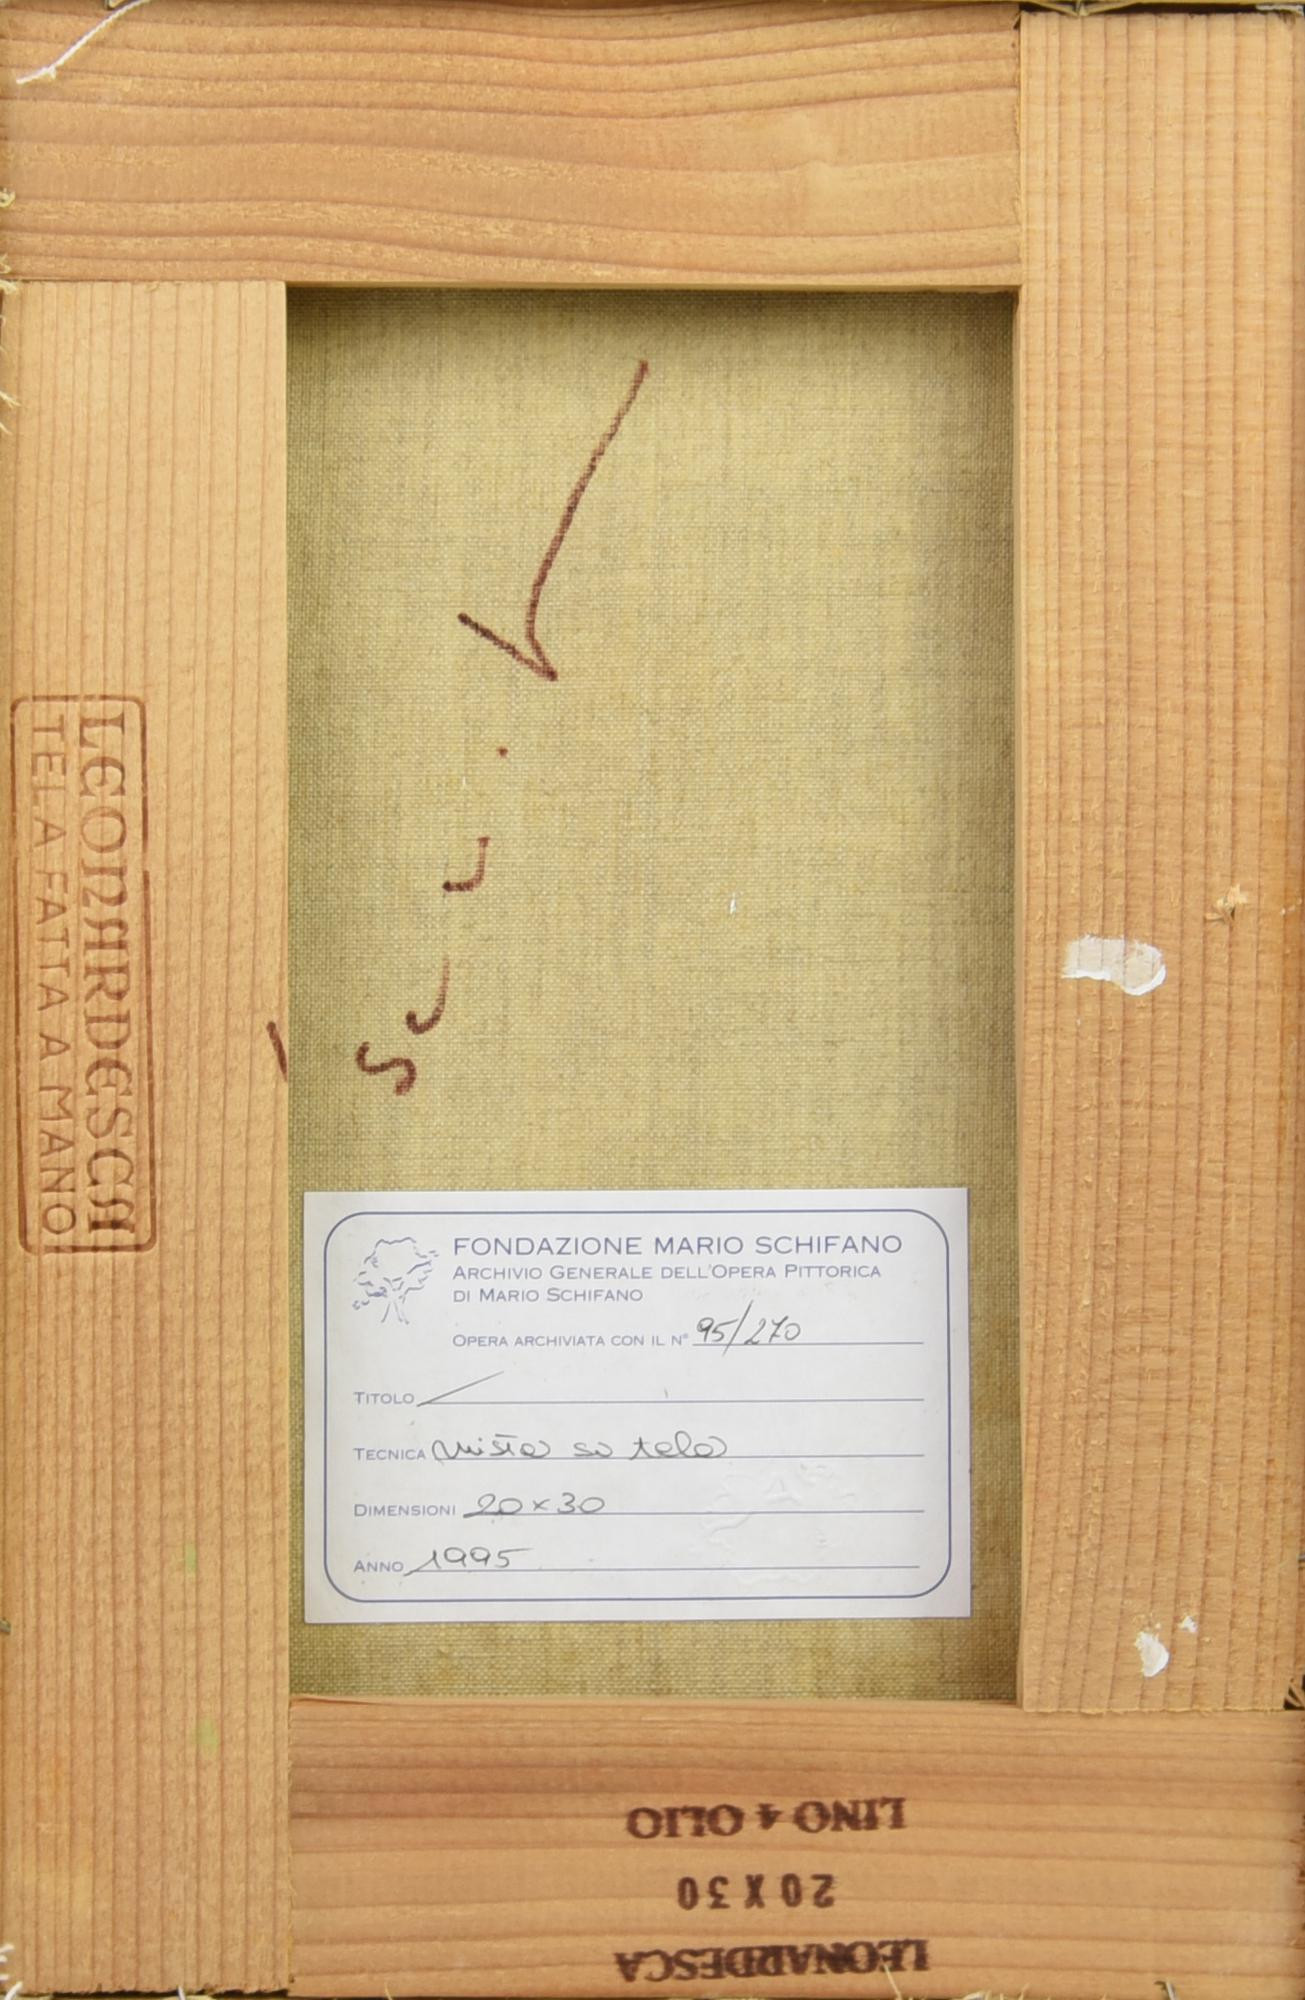 LEONARDESCA
TELA FATTA A MANO
FONDAZIONE MARIO SCHIFANO
ARCHIVIO GENERALE DELL'OPERA PITTORICA
DI MARIO SCHIFANO
OPERA ARCHIVIATA CON IL N° 95/270
TITOLO
TECNICA mista su tela
DIMENSIONI 20x30
ANNO 1995
LEONARDESCA
20 X 30
LINO 4 OLIO